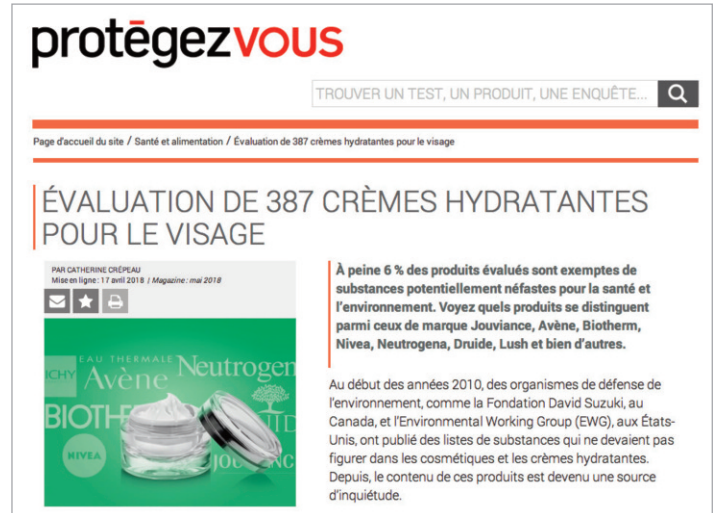 protēgezvous
TROUVER UN TEST, UN PRODUIT, UNE ENQUÊTE...
Page d'accueil du site / Santé et alimentation / Évaluation de 387 crèmes hydratantes pour le visage
ÉVALUATION DE 387 CRÈMES HYDRATANTES
POUR LE VISAGE
PAR CATHERINE CRÉPEAU
Mise en ligne : 17 avril 2018 | Magazine : mai 2018
EAU THERMALE
Avène
Neutrogen
VICHY
BIOTH
UID
NIVEA
JOU
NC
À peine 6 % des produits évalués sont exemptes de
substances potentiellement néfastes pour la santé et
l'environnement. Voyez quels produits se distinguent
parmi ceux de marque Jouviance, Avène, Biotherm,
Nivea, Neutrogena, Druide, Lush et bien d'autres.
Au début des années 2010, des organismes de défense de
l'environnement, comme la Fondation David Suzuki, au
Canada, et l'Environmental Working Group (EWG), aux États-
Unis, ont publié des listes de substances qui ne devaient pas
figurer dans les cosmétiques et les crèmes hydratantes.
Depuis, le contenu de ces produits est devenu une source
d'inquiétude.